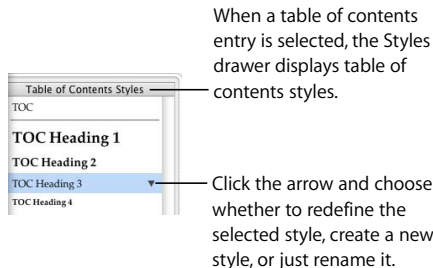 When a table of contents
entry is selected, the Styles
drawer displays table of
contents styles.
Table of Contents Styles
TOC
TOC Heading 1
TOC Heading 2
TOC Heading 3
TOC Heading 4
Click the arrow and choose
whether to redefine the
selected style, create a new
style, or just rename it.